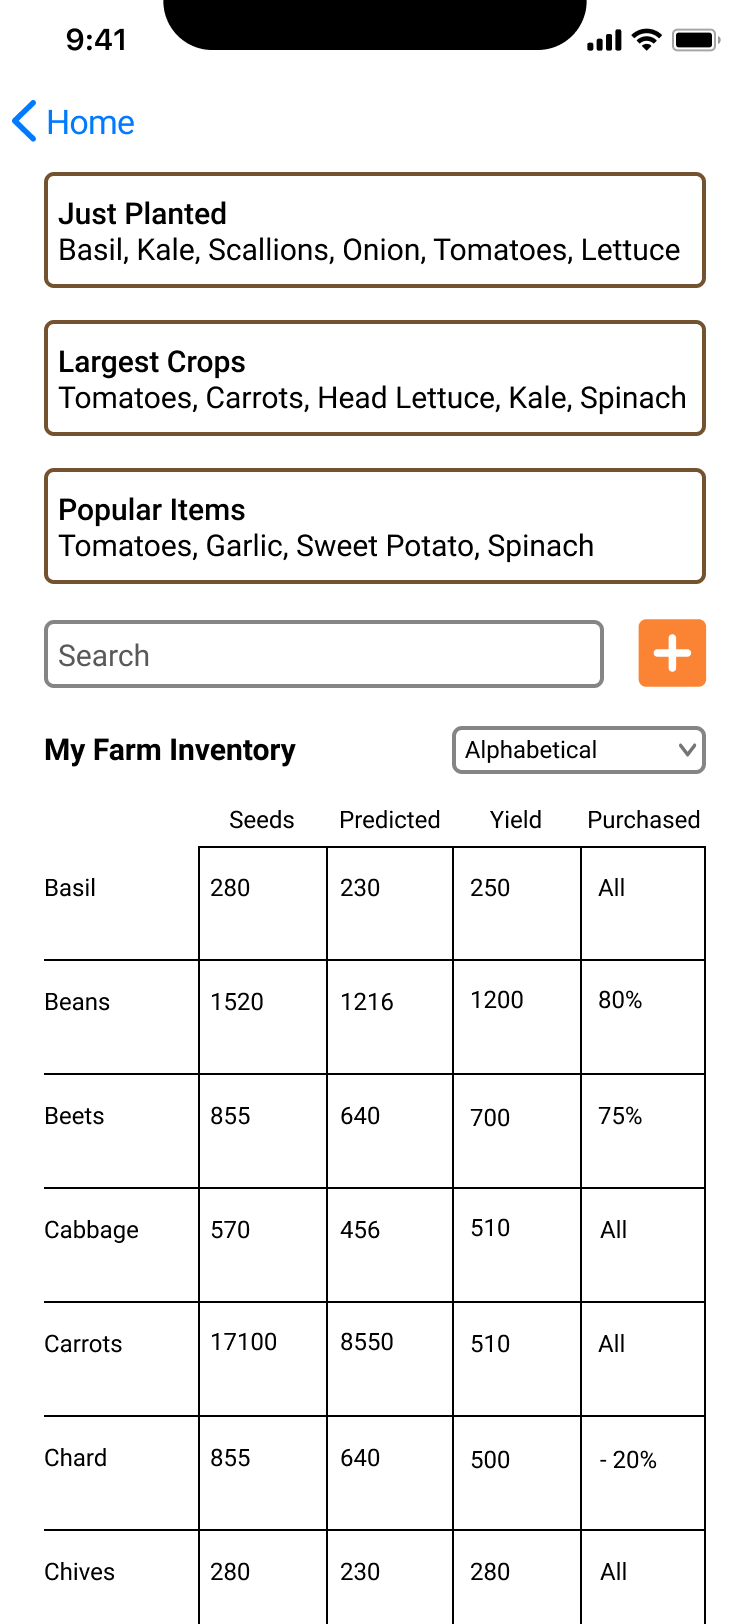 9:41
Home
Just Planted
Basil, Kale, Scallions, Onion, Tomatoes, Lettuce
Largest Crops
Tomatoes, Carrots, Head Lettuce, Kale, Spinach
Popular Items
Tomatoes, Garlic, Sweet Potato, Spinach
Search
My Farm Inventory Alphabetical
Seeds Predicted Yield Purchased
Basil 280 230 250 All
Beans 1520 1216 1200 80%
Beets 855 640 700 75%
Cabbage 570 456 510 All
Carrots 17100 8550 510 All
Chard 855 640 500 - 20%
Chives 280 230 280 All